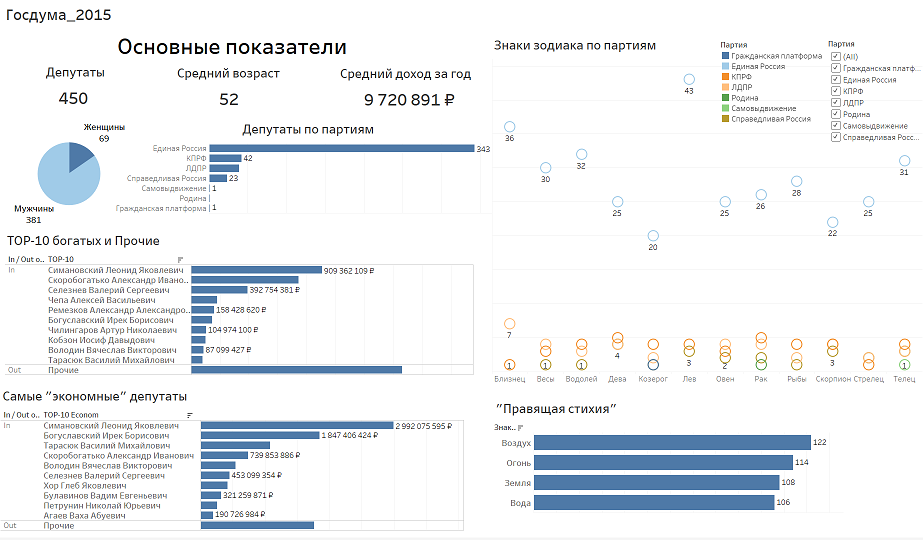 Госдума_2015
Основные показатели
Депутаты
450
Средний возраст
52
Средний доход за год
9 720 891 ₽
Женщины
69
Мужчины
381
Депутаты по партиям
Единая Россия 343
КПРФ 42
ЛДПР
Справедливая Россия 23
Самовыдвижение 1
Родина
Гражданская платформа 1
TOP-10 богатых и Прочие
In / Out o.. TOP-10
In Симановский Леонид Яковлевич 909 362 109 ₽
Скоробогатько Александр Ивано..
Селезнев Валерий Сергеевич 392 754 381 ₽
Чепа Алексей Васильевич
Ремезков Александр Александро.. 158 428 620 ₽
Богуславский Ирек Борисович
Чилингаров Артур Николаевич 104 974 100 ₽
Кобзон Иосиф Давыдович
Володин Вячеслав Викторович 87 099 427 ₽
Тарасюк Василий Михайлович
Out Прочие
Самые "экономные" депутаты
In / Out o.. TOP-10 Econom
In Симановский Леонид Яковлевич 2 992 075 595 ₽
Богуславский Ирек Борисович 1 847 406 424 ₽
Тарасюк Василий Михайлович
Скоробогатько Александр Иванович 739 853 886 ₽
Володин Вячеслав Викторович
Селезнев Валерий Сергеевич 453 099 354 ₽
Хор Глеб Яковлевич
Булавинов Вадим Евгеньевич 321 259 871 ₽
Петрунин Николай Юрьевич
Агаев Ваха Абуевич 190 726 984 ₽
Out Прочие
Знаки зодиака по партиям
Партия
Гражданская платформа
Единая Россия
КПРФ
ЛДПР
Родина
Самовыдвижение
Справедливая Россия
Партия
(All)
Гражданская платф...
Единая Россия
КПРФ
ЛДПР
Родина
Самовыдвижение
Справедливая Росс...
43
36
32
31
30
28
26
25
25
25
22
20
7
4
3
3
2
1
1
1
1
Близнец Весы Водолей Дева Козерог Лев Овен Рак Рыбы Скорпион Стрелец Телец
"Правящая стихия"
Знак..
Воздух 122
Огонь 114
Земля 108
Вода 106